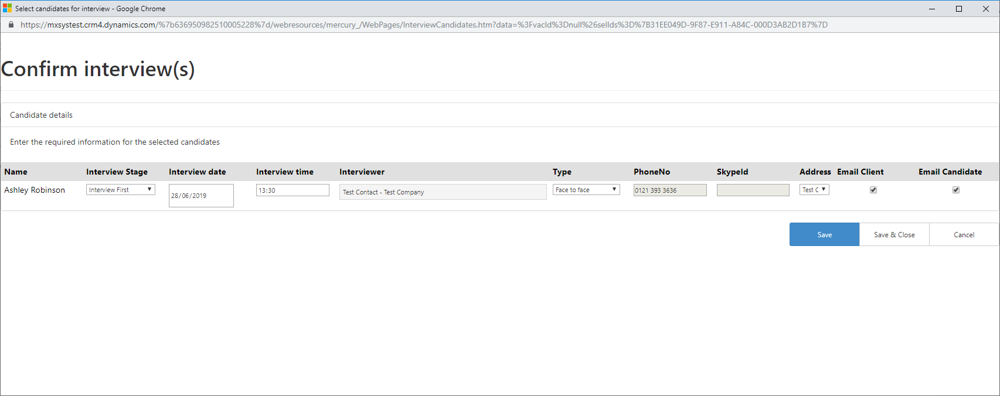 Select candidates for interview - Google Chrome
https://mxsystest.crm4.dynamics.com/%7b636950982510005228%7d/webresources/mercury_/WebPages/InterviewCandidates.htm?data=%3FvacId%3Dnull%26selIds%3D%7B31EE049D-9F87-E911-A84C-000D3AB2D1B7%7D
Confirm interview(s)
Candidate details
Enter the required information for the selected candidates
Name Interview Stage Interview date Interview time Interviewer Type PhoneNo SkypeId Address Email Client Email Candidate
Ashley Robinson Interview First 28/06/2019 13:30 Test Contact - Test Company Face to face 0121 393 3636 Test C
Save Save & Close Cancel